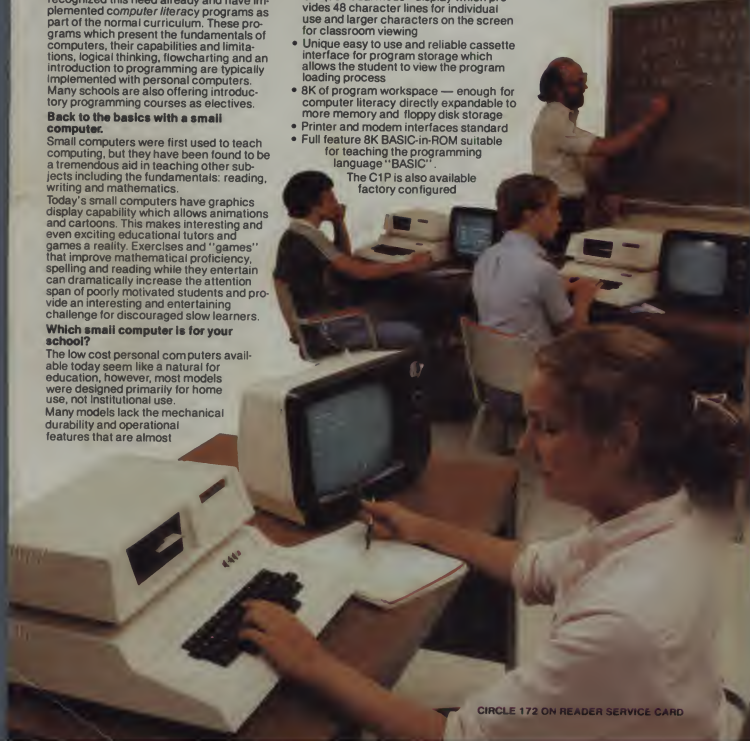 recognized this need already and have im-
plemented computer literacy programs as
part of the normal curriculum. These pro-
grams which present the fundamentals of
computers, their capabilities and limita-
tions, logical thinking, flowcharting and an
introduction to programming are typically
implemented with personal computers.
Many schools are also offering introduc-
tory programming courses as electives.
Back to the basics with a small
computer.
Small computers were first used to teach
computing, but they have been found to be
a tremendous aid in teaching other sub-
jects including the fundamentals: reading,
writing and mathematics.
Today's small computers have graphics
display capability which allows animations
and cartoons. This makes interesting and
even exciting educational tutors and
games a reality. Exercises and "games"
that improve mathematical proficiency,
spelling and reading while they entertain
can dramatically increase the attention
span of poorly motivated students and pro-
vide an interesting and entertaining
challenge for discouraged slow learners.
Which small computer is for your
school?
The low cost personal computers avail-
able today seem like a natural for
education, however, most models
were designed primarily for home
use, not institutional use.
Many models lack the mechanical
durability and operational
features that are almost
vides 48 character lines for individual
use and larger characters on the screen
for classroom viewing
• Unique easy to use and reliable cassette
interface for program storage which
allows the student to view the program
loading process
• 8K of program workspace — enough for
computer literacy directly expandable to
more memory and floppy disk storage
• Printer and modem interfaces standard
• Full feature 8K BASIC-in-ROM suitable
for teaching the programming
language "BASIC".
The C1P is also available
factory configured
CIRCLE 172 ON READER SERVICE CARD